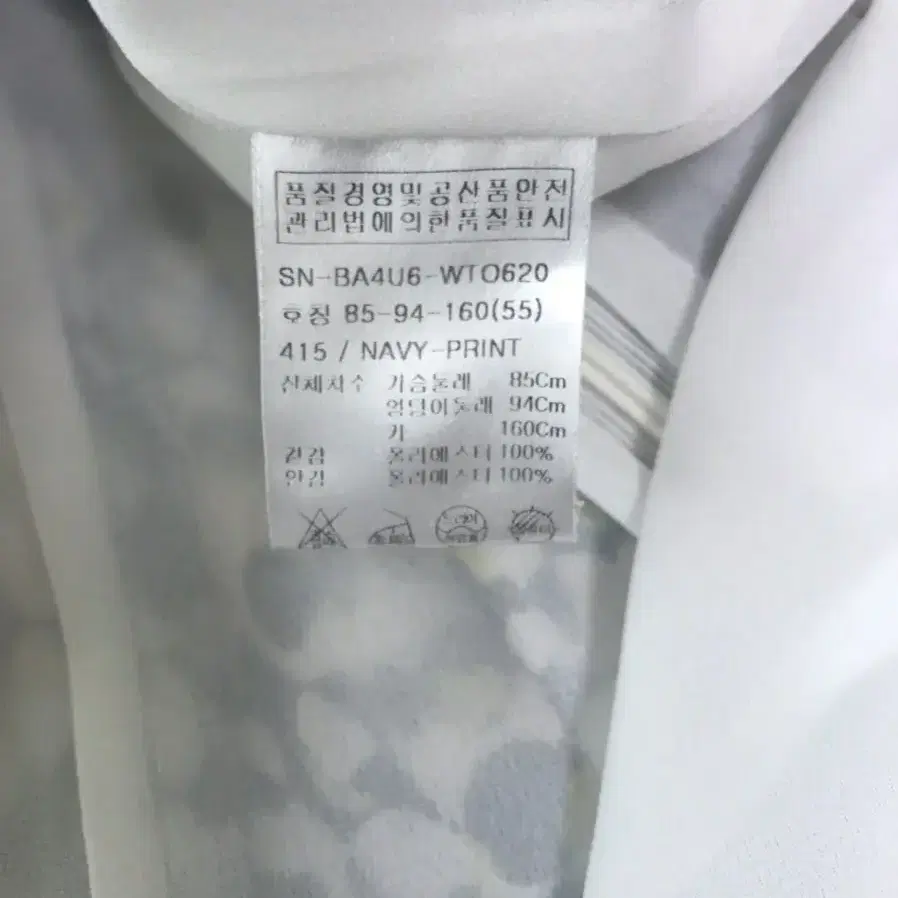 품질경영및공산품안전
관리법에의한품질표시
SN-BA4U6-WTO620
호칭 85-94-160(55)
415 / NAVY-PRINT
신체치수 가슴둘레 85Cm
엉덩이둘레 94Cm
키 160Cm
겉감 폴리에스터 100%
안감 폴리에스터 100%